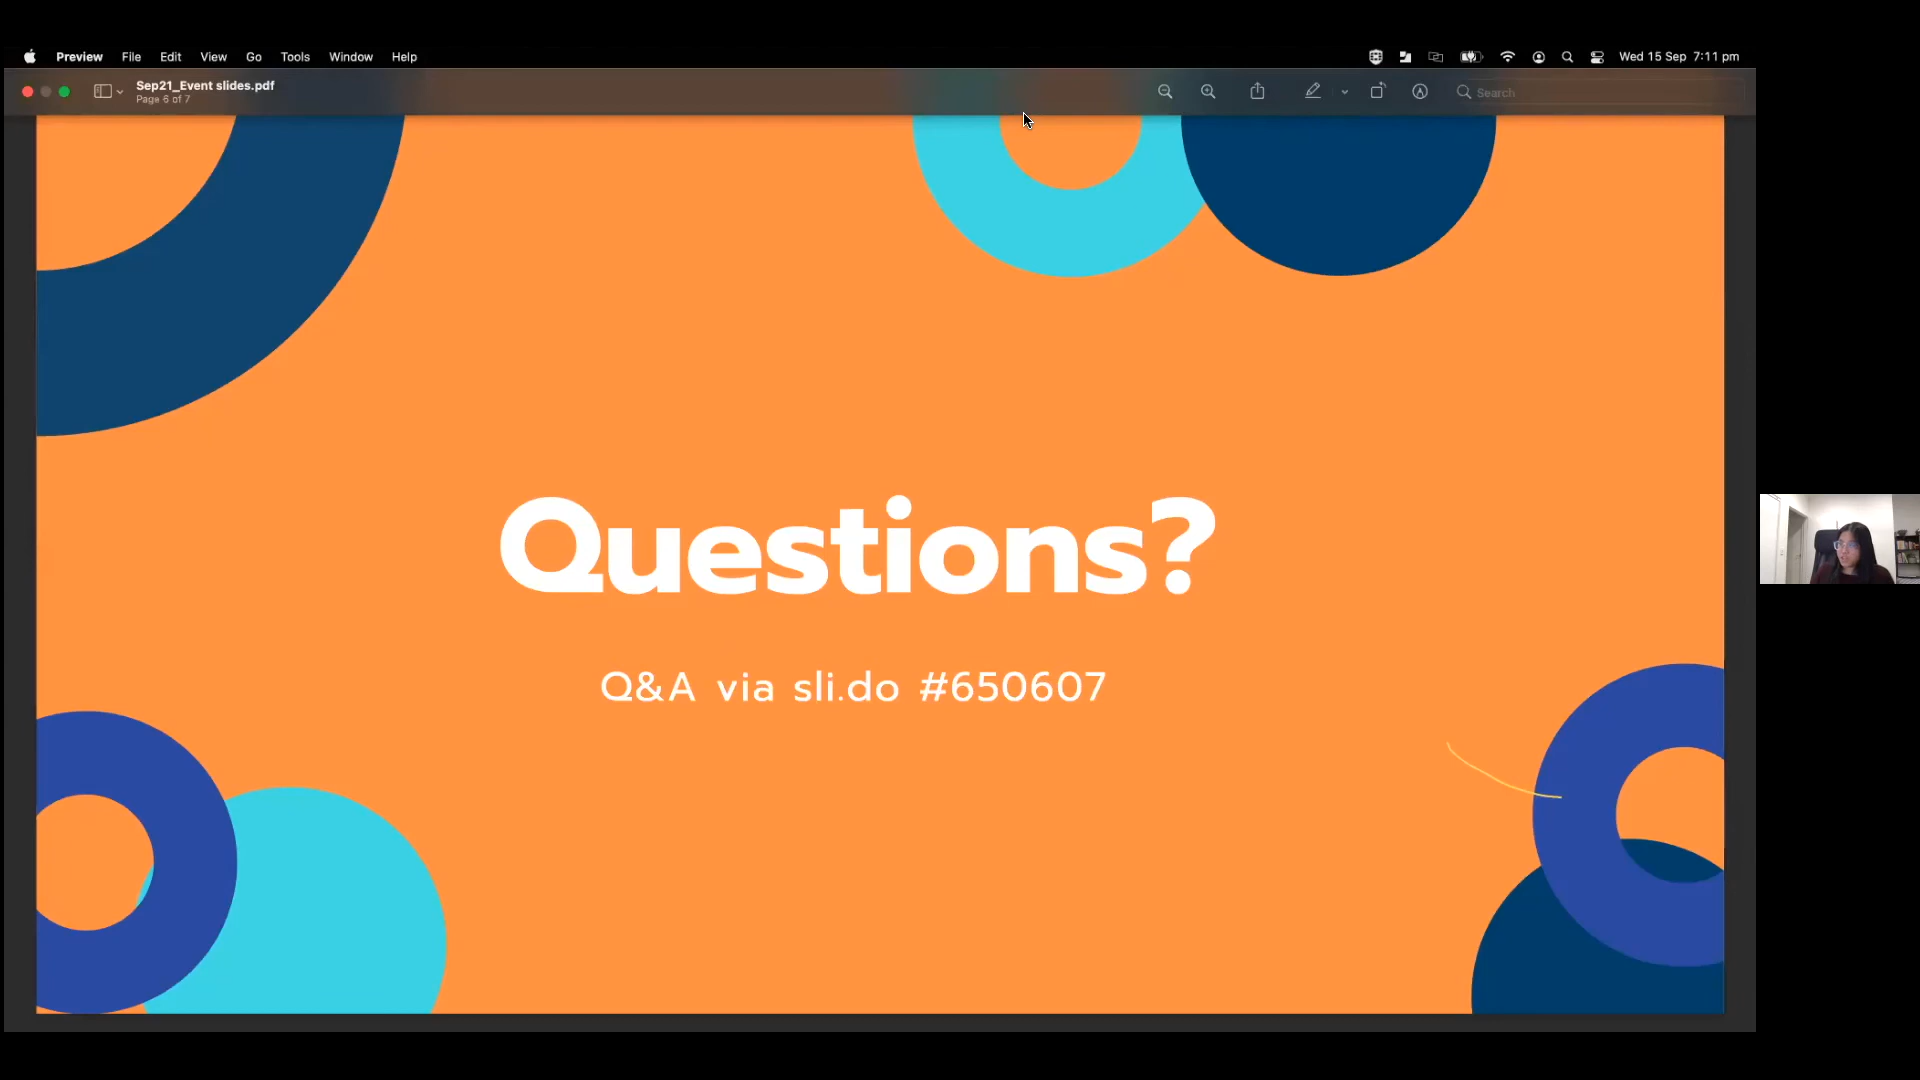 Preview File Edit View Go Tools Window Help Wed 15 Sep 7:11 pm
Sep21_Event slides.pdf
Page 6 of 7
Search
Questions?
Q&A via sli.do #650607